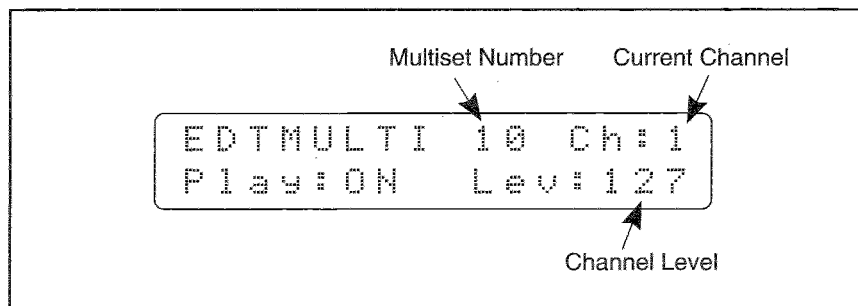 Multiset Number Current Channel
EDTMULTI 10 Ch:1
Play:ON Lev:127
Channel Level